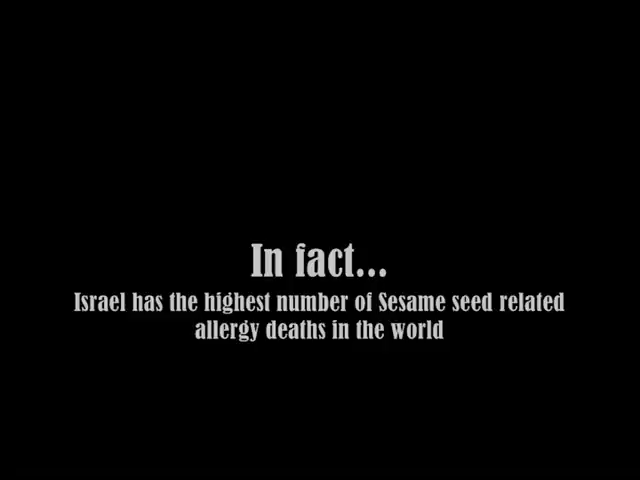 In fact...
Israel has the highest number of Sesame seed related
allergy deaths in the world